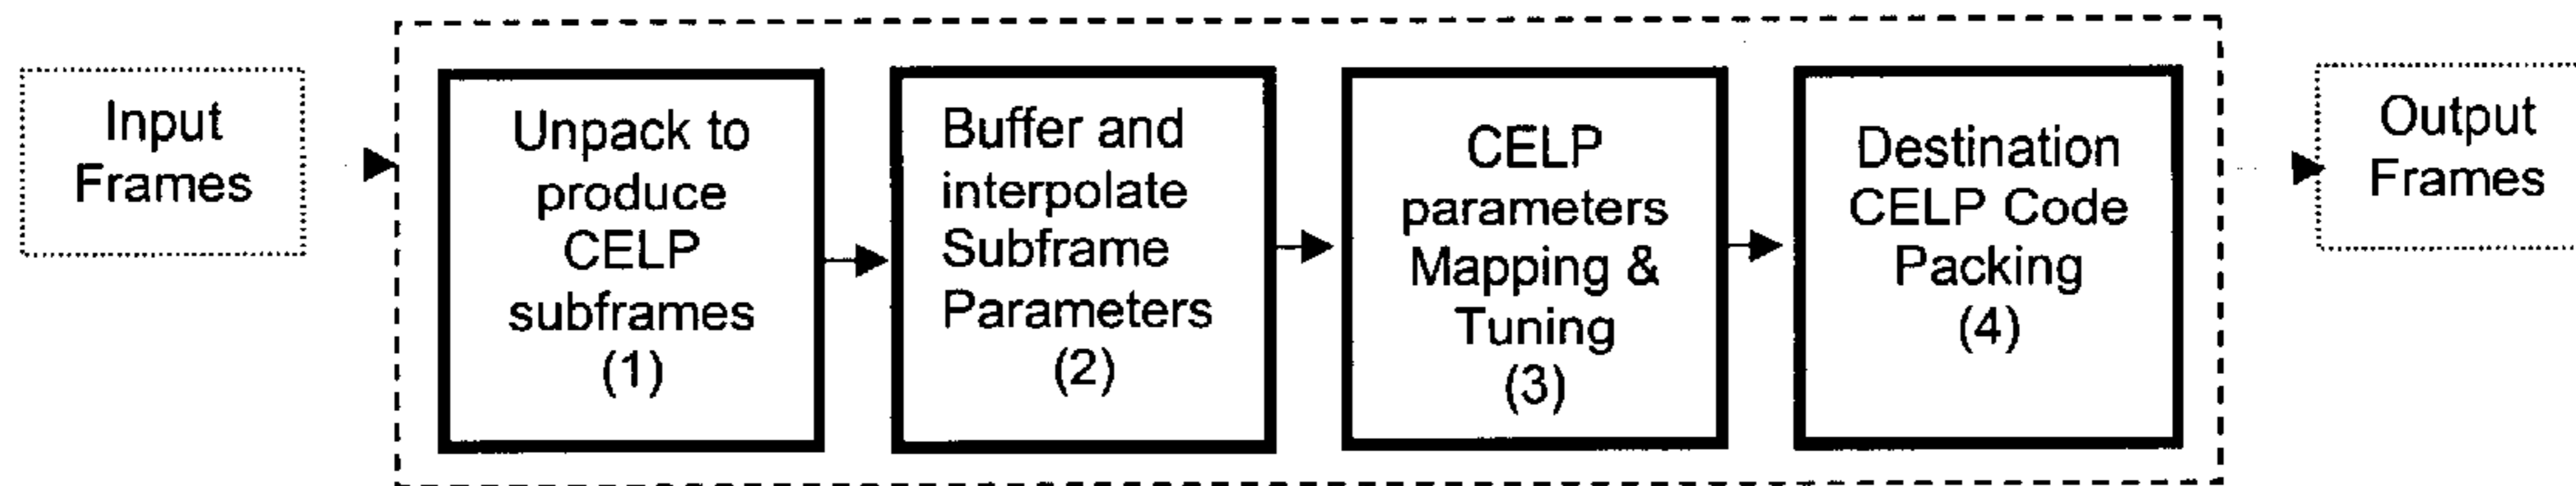 Input
Frames
Unpack to
produce
CELP
subframes
(1)
Buffer and
interpolate
Subframe
Parameters
(2)
CELP
parameters
Mapping &
Tuning
(3)
Destination
CELP Code
Packing
(4)
Output
Frames